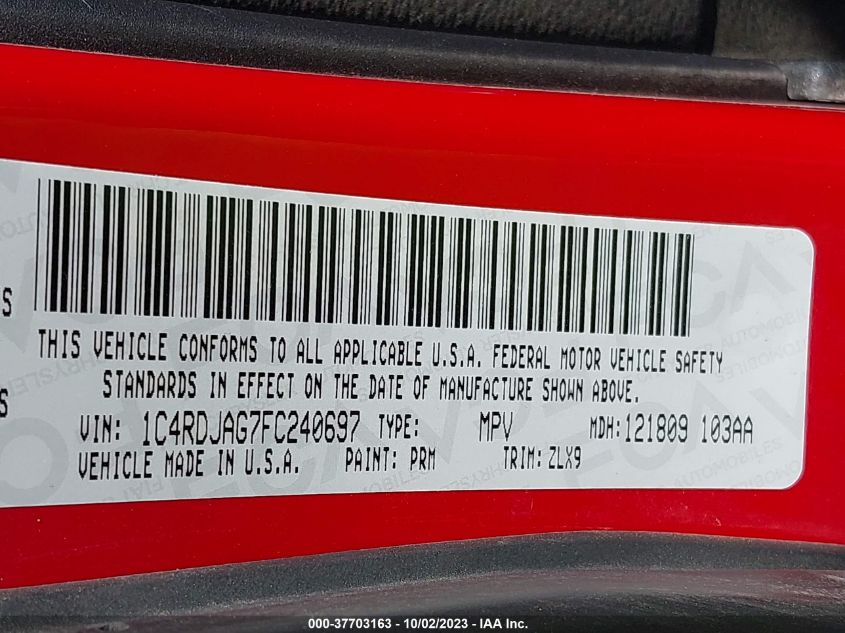 S
THIS VEHICLE CONFORMS TO ALL APPLICABLE U.S.A. FEDERAL MOTOR VEHICLE SAFETY
S
STANDARDS IN EFFECT ON THE DATE OF MANUFACTURE SHOWN ABOVE.
VIN: 1C4RDJAG7FC240697 TYPE: MPV MDH: 121809 103AA
VEHICLE MADE IN U.S.A. PAINT: PRM TRIM: ZLX9
000-37703163 - 10/02/2023 - IAA Inc.